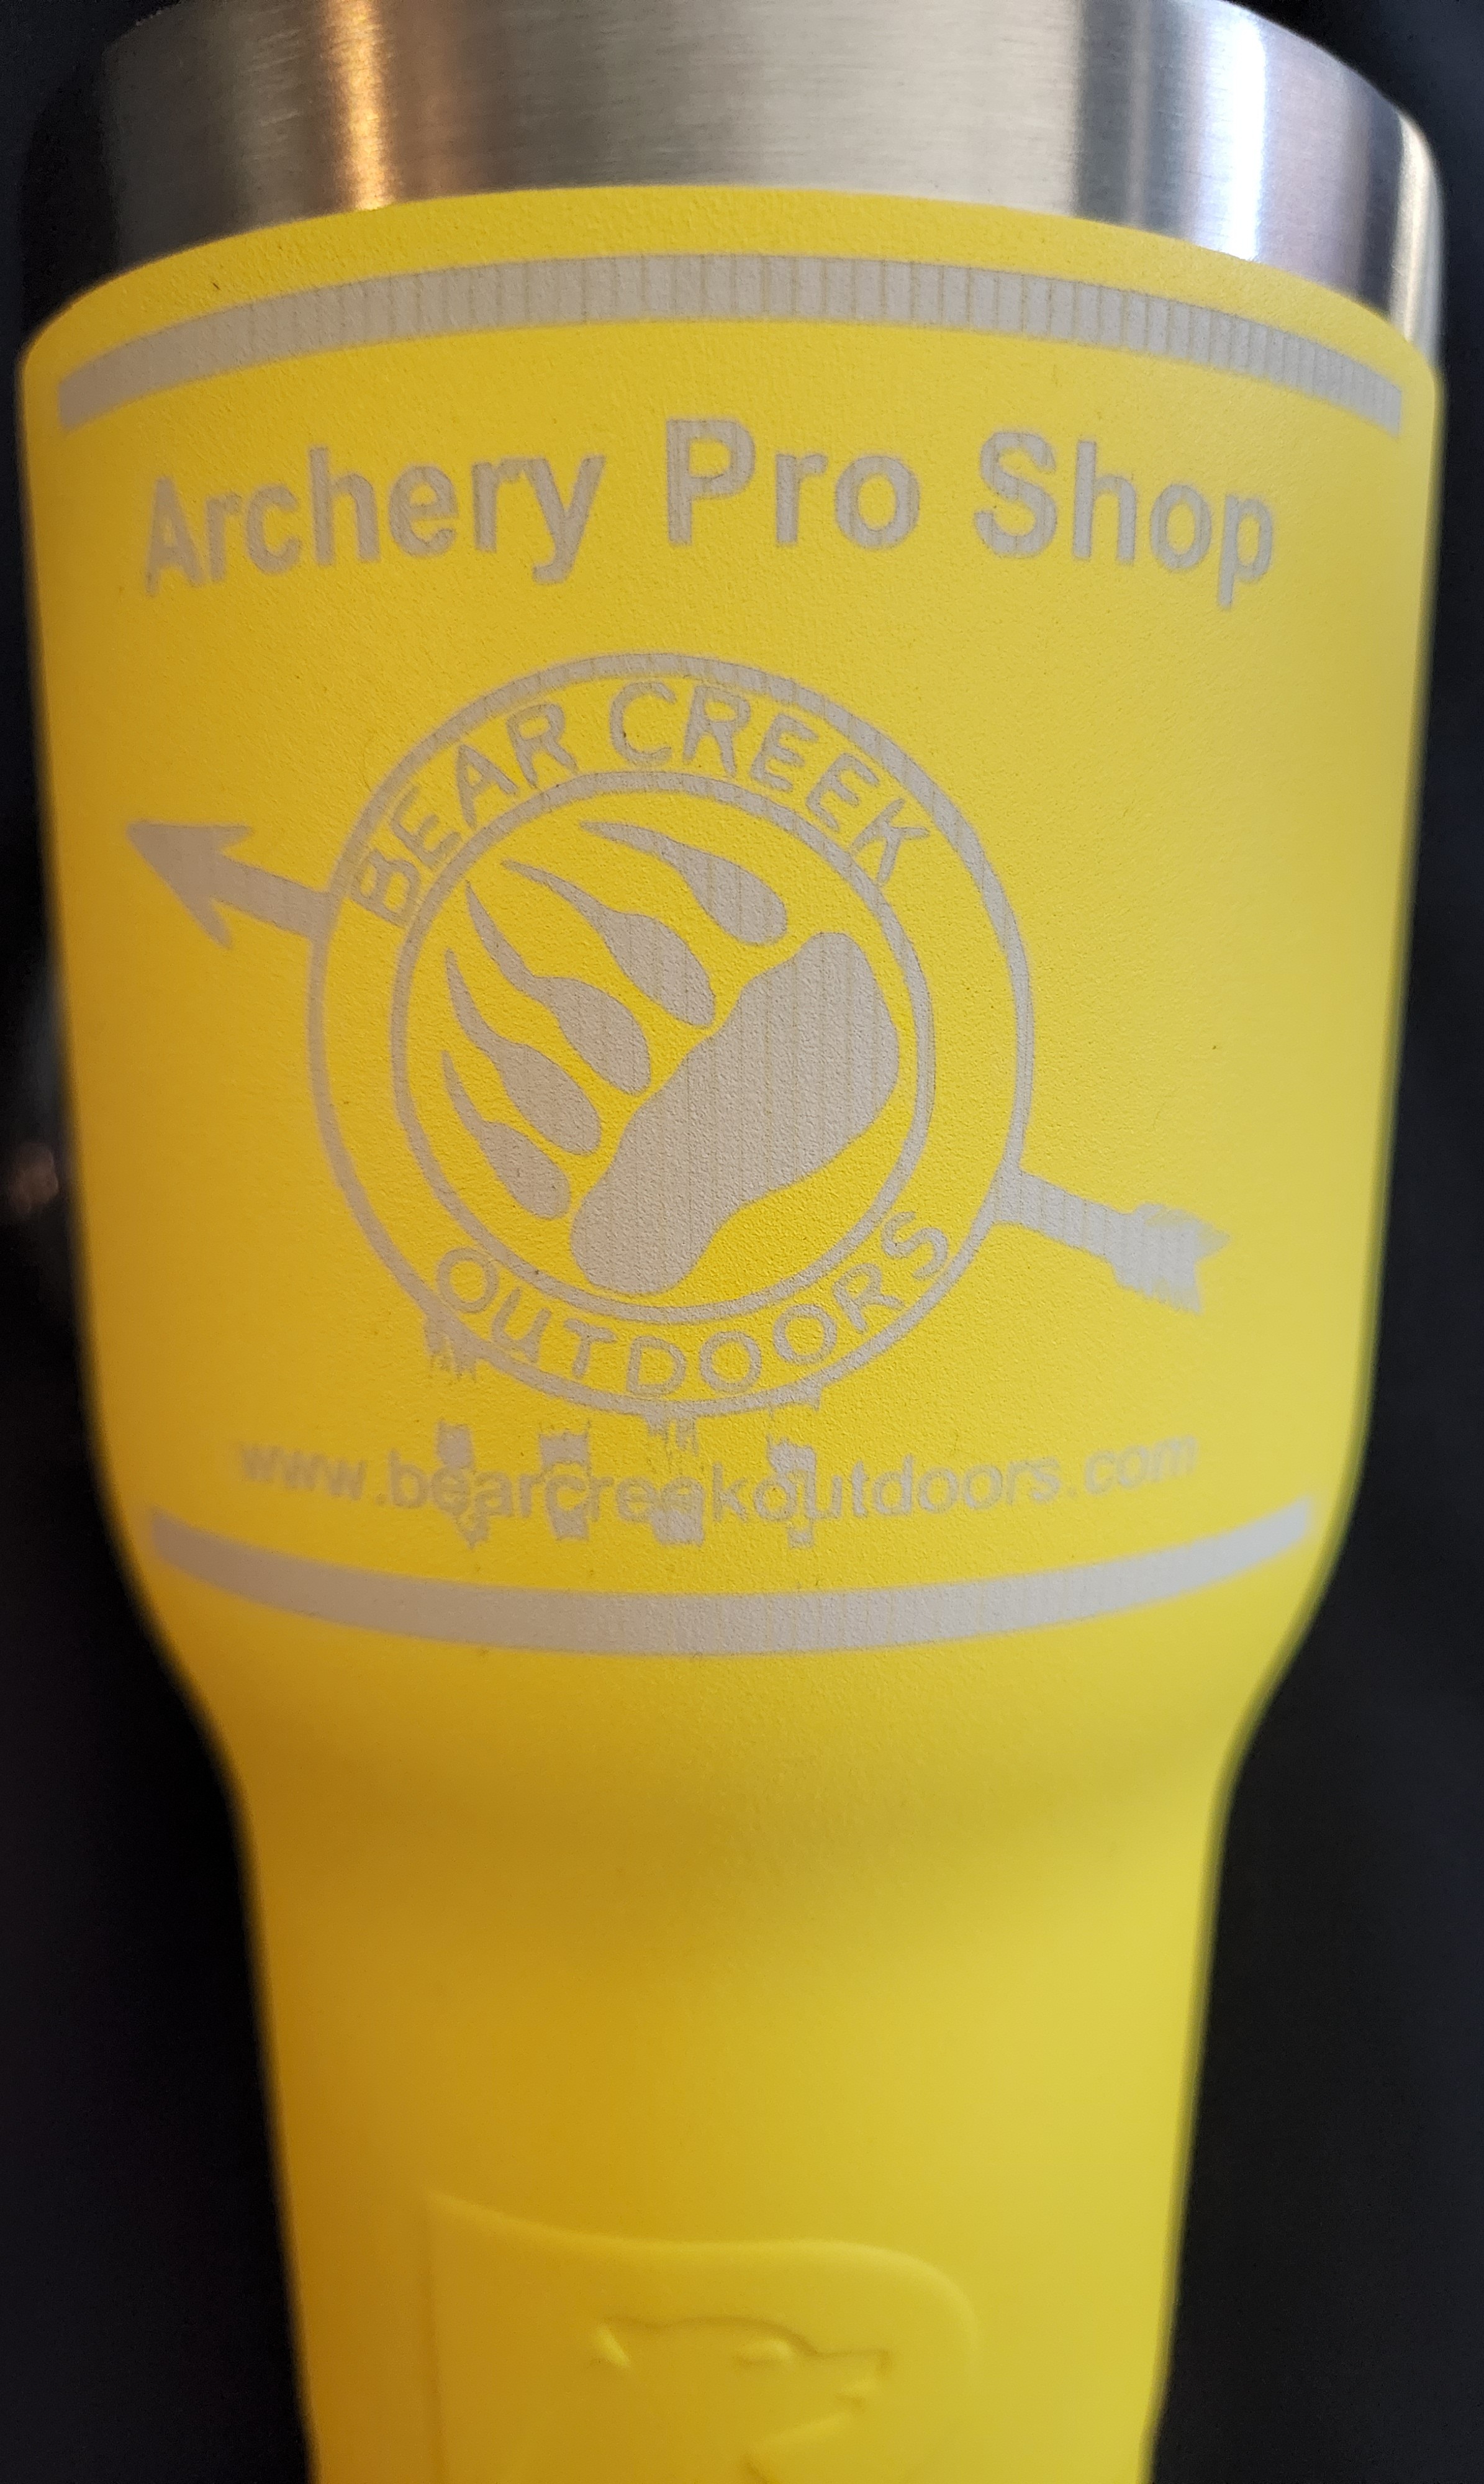 Archery Pro Shop
BEAR CREEK
OUTDOORS
www.bearcreekoutdoors.com